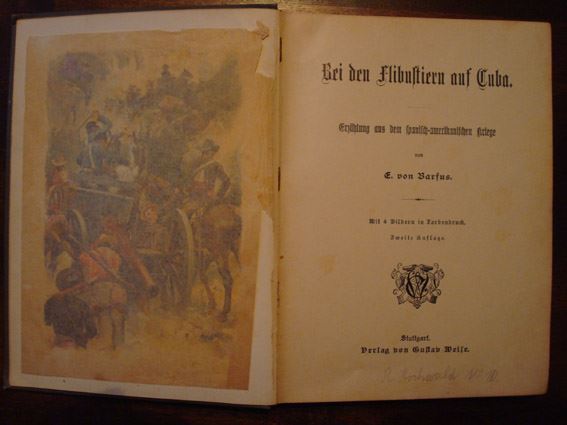 Bei den Flibustiern auf Cuba.
Erzählung aus dem spanisch-amerikanischen Kriege
von
E. von Barfus.
Mit 4 Bildern in Farbendruck.
Zweite Auflage.
Stuttgart.
Verlag von Gustav Weise.